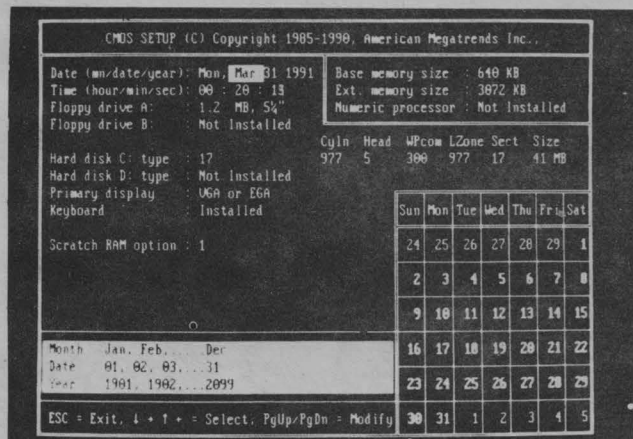 CMOS SETUP (C) Copyright 1985-1990, American Megatrends Inc.,
Date (mn/date/year): Mon, Mar 31 1991
Time (hour/min/sec): 00 : 20 : 13
Floppy drive A: : 1.2 MB, 5¼"
Floppy drive B: : Not Installed
Hard disk C: type : 17
Hard disk D: type : Not Installed
Primary display : VGA or EGA
Keyboard : Installed
Scratch RAM option : 1
Base memory size : 640 KB
Ext. memory size : 3072 KB
Numeric processor : Not Installed
Cyln Head WPcom LZone Sect Size
977 5 300 977 17 41 MB
Sun Mon Tue Wed Thu Fri Sat
24 25 26 27 28 29 1
2 3 4 5 6 7 8
9 10 11 12 13 14 15
16 17 18 19 20 21 22
23 24 25 26 27 28 29
30 31 1 2 3 4 5
Month Jan, Feb,......Dec
Date 01, 02, 03,...31
Year 1901, 1902,...2099
ESC = Exit, ↓ → ↑ ← = Select, PgUp/PgDn = Modify